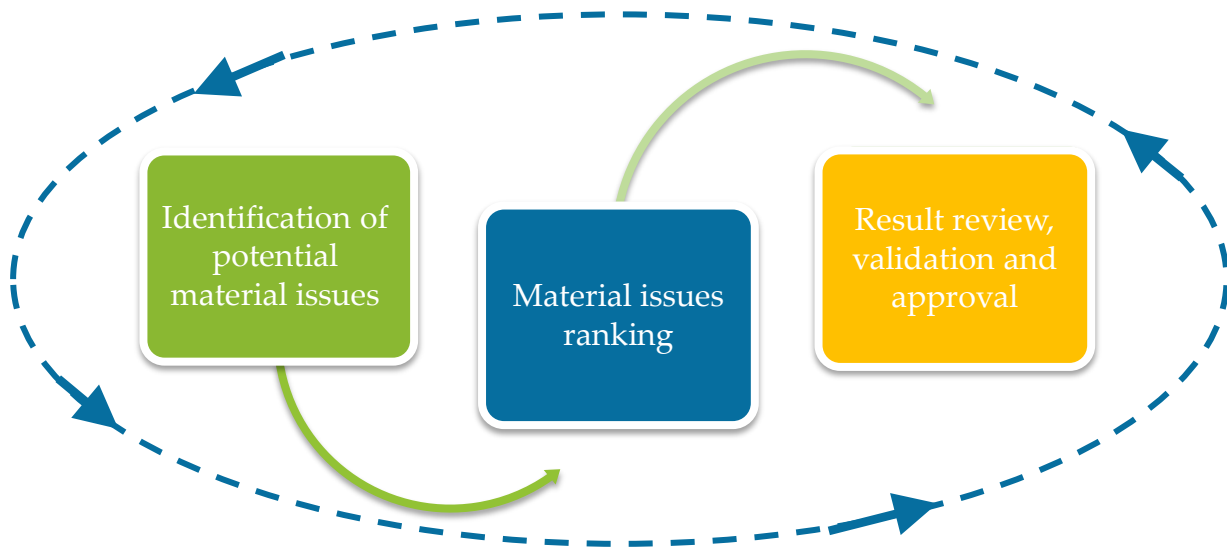 Identification of
potential
material issues
Material issues
ranking
Result review,
validation and
approval